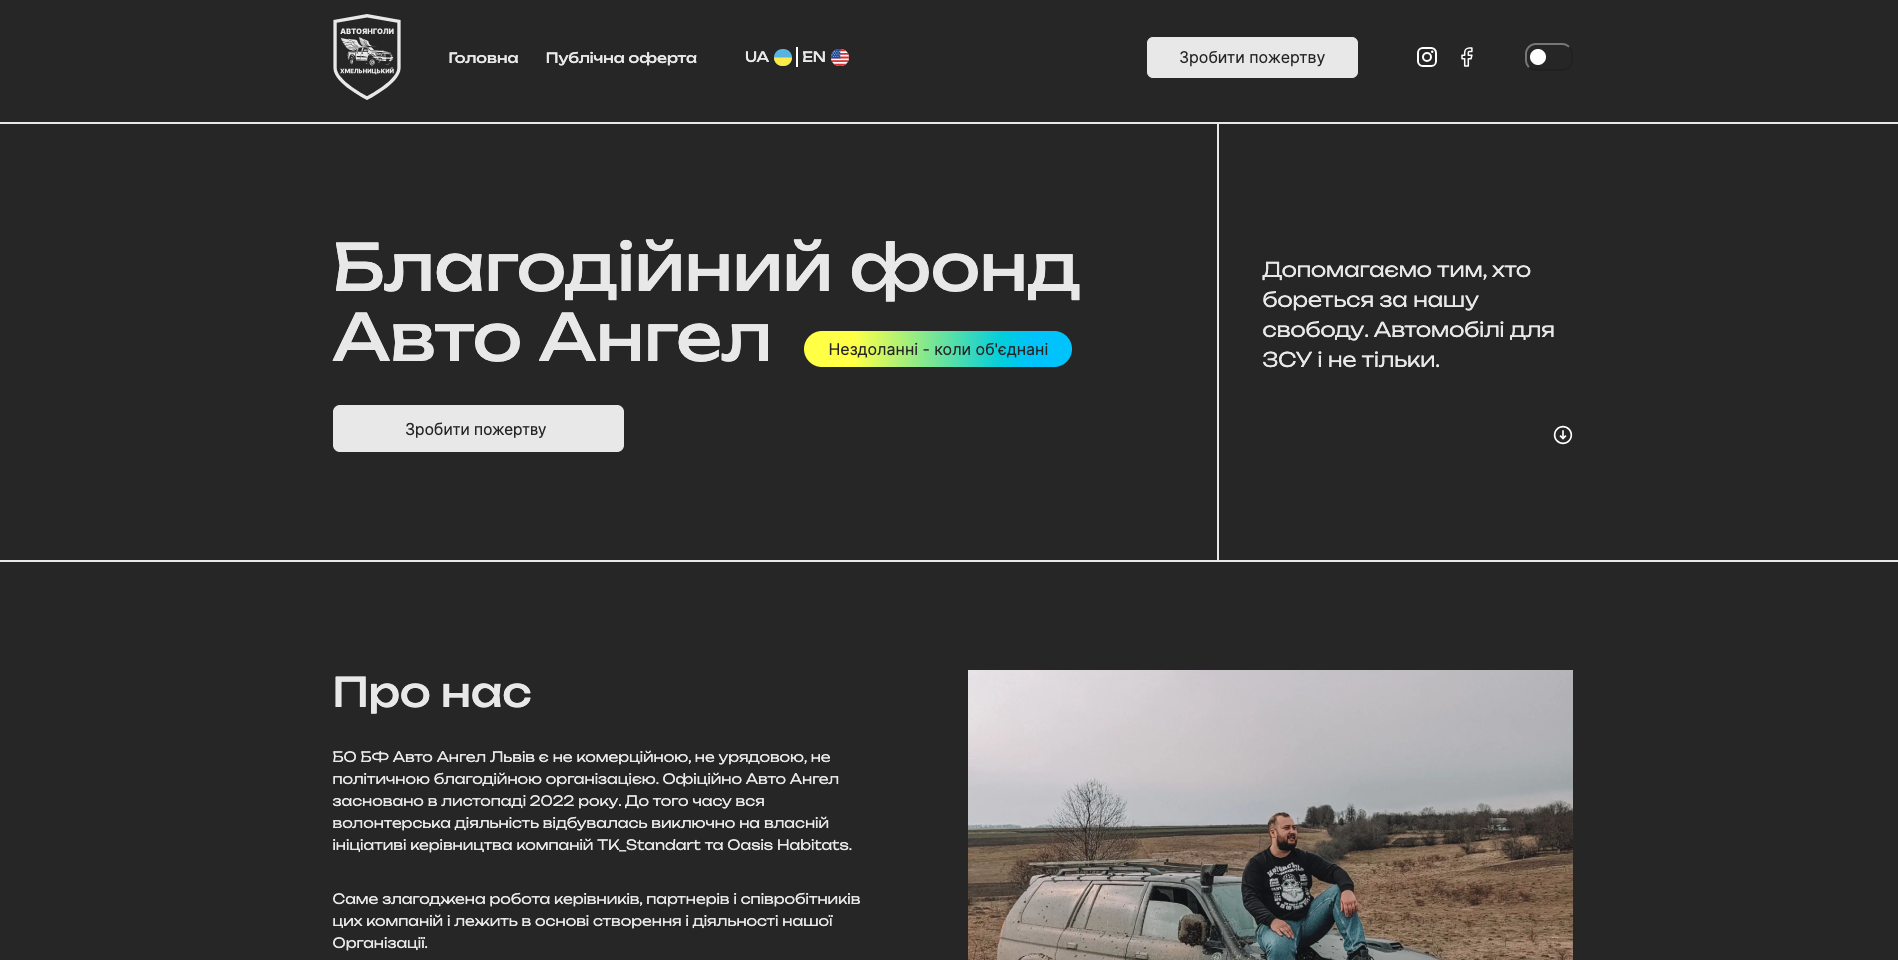 АВТОЯНГОЛИ
ХМЕЛЬНИЦЬКИЙ
Головна
Публічна оферта
UA | EN
Зробити пожертву
Благодійний фонд
Авто Ангел
Нездоланні - коли об'єднані
Зробити пожертву
Допомагаємо тим, хто
бореться за нашу
свободу. Автомобілі для
ЗСУ і не тільки.
Про нас
БО БФ Авто Ангел Львів є не комерційною, не урядовою, не
політичною благодійною організацією. Офіційно Авто Ангел
засновано в листопаді 2022 року. До того часу вся
волонтерська діяльність відбувалась виключно на власній
ініціативі керівництва компаній TK_Standart та Oasis Habitats.
Саме злагоджена робота керівників, партнерів і співробітників
цих компаній і лежить в основі створення і діяльності нашої
Організації.